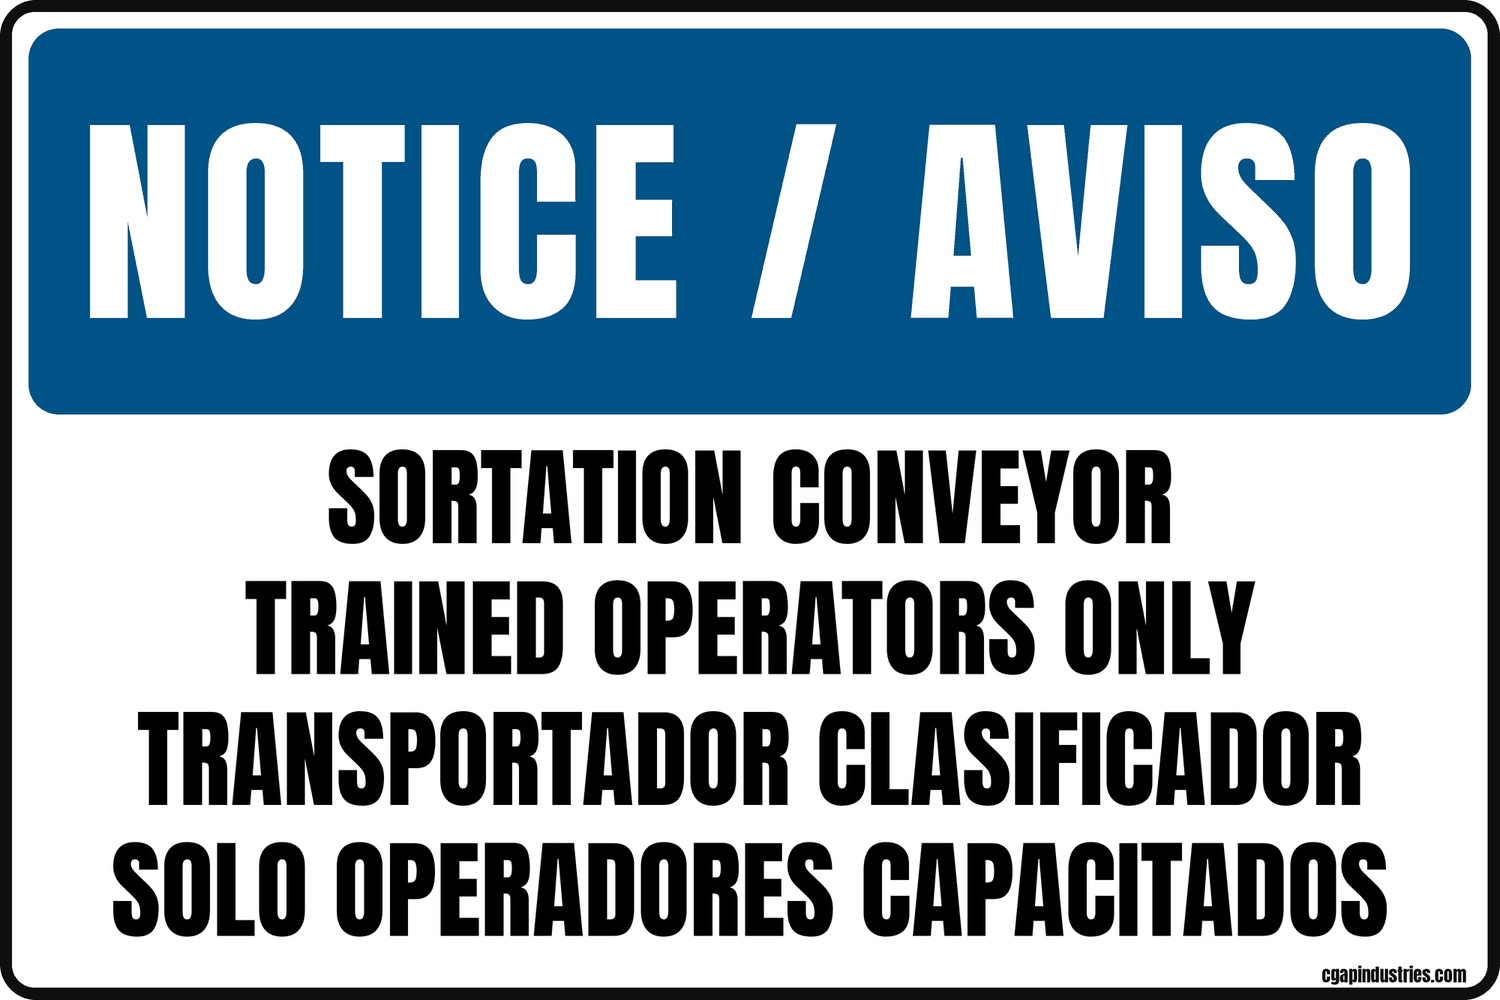 NOTICE / AVISO
SORTATION CONVEYOR
TRAINED OPERATORS ONLY
TRANSPORTADOR CLASIFICADOR
SOLO OPERADORES CAPACITADOS
cgapindustries.com